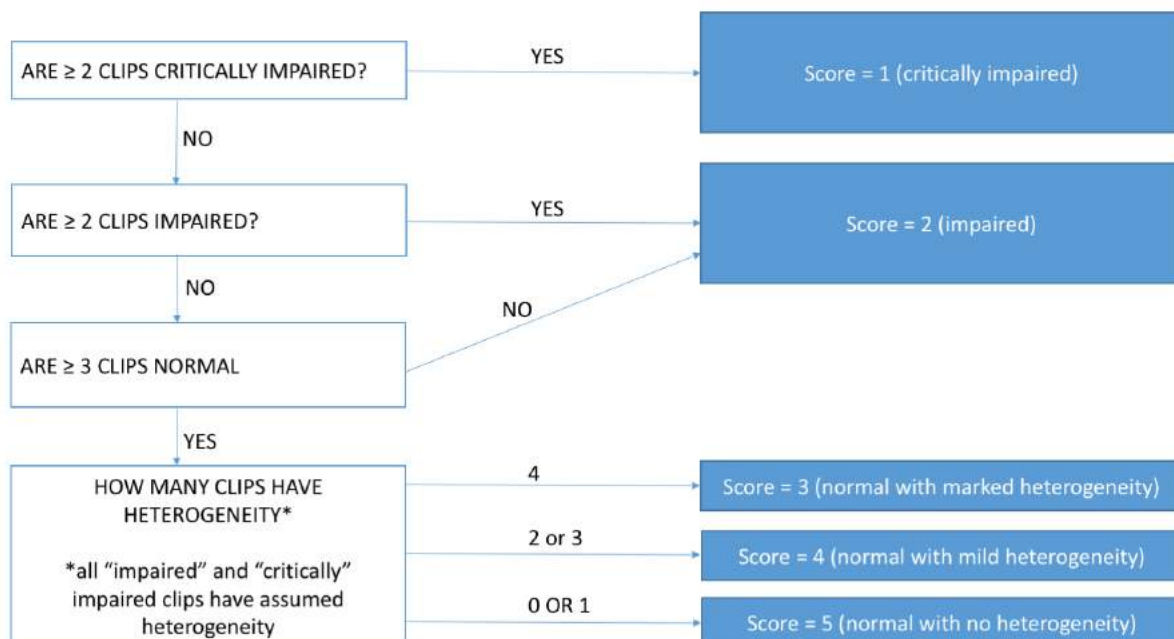 ARE ≥ 2 CLIPS CRITICALLY IMPAIRED?
YES
Score = 1 (critically impaired)
NO
ARE ≥ 2 CLIPS IMPAIRED?
YES
Score = 2 (impaired)
NO
NO
ARE ≥ 3 CLIPS NORMAL
YES
HOW MANY CLIPS HAVE
HETEROGENEITY*
*all “impaired” and “critically”
impaired clips have assumed
heterogeneity
4
Score = 3 (normal with marked heterogeneity)
2 or 3
Score = 4 (normal with mild heterogeneity)
0 OR 1
Score = 5 (normal with no heterogeneity)